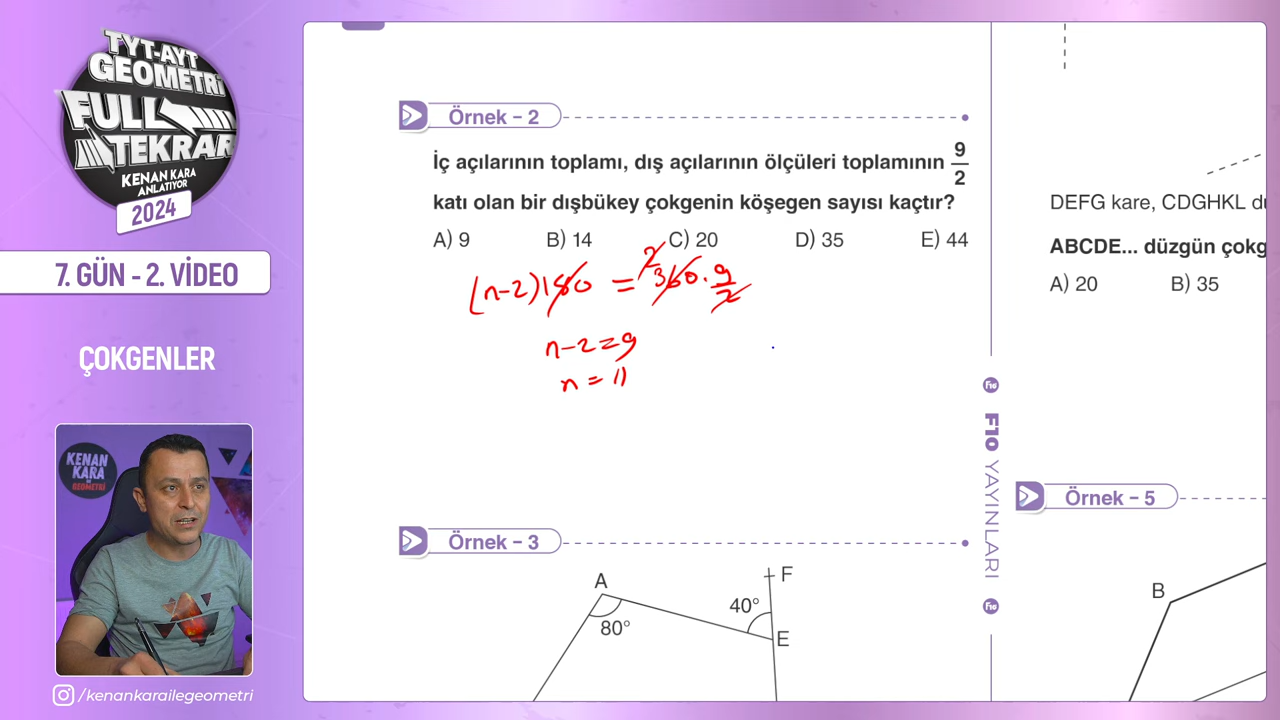 TYT-AYT
GEOMETRİ
FULL
TEKRAR
KENAN KARA
ANLATIYOR
2024
7. GÜN - 2. VİDEO
ÇOKGENLER
KENAN
KARA
GEOMETRİ
/kenankarailegeometri
Örnek – 2
İç açılarının toplamı, dış açılarının ölçüleri toplamının 9/2
katı olan bir dışbükey çokgenin köşegen sayısı kaçtır?
A) 9 B) 14 C) 20 D) 35 E) 44
(n-2)180 = 360 . 9/2
2
n-2=9
n = 11
Örnek – 3
A
80°
40°
F
E
F10 YAYINLARI
F10
F10
DEFG kare, CDGHKL
ABCDE... düzgün çokg
A) 20 B) 35
Örnek – 5
B